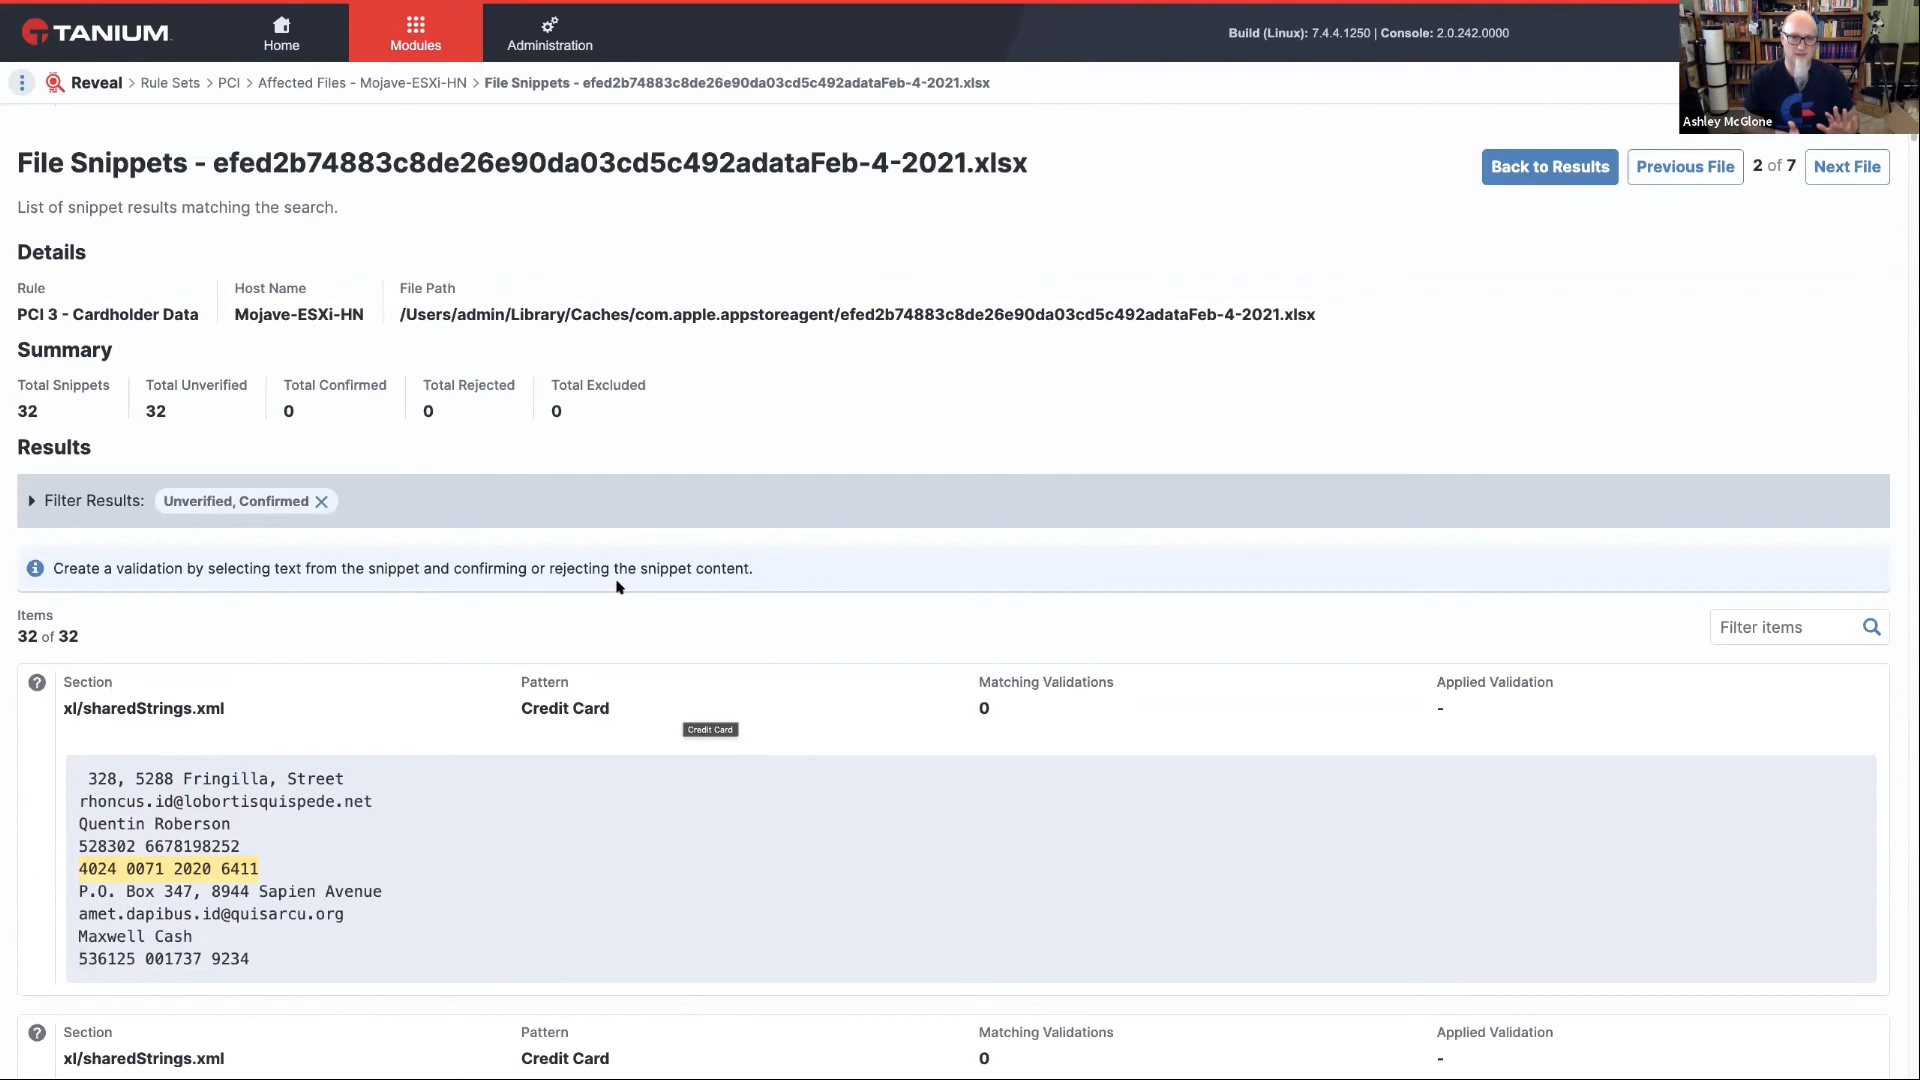 TANIUM
Home
Modules
Administration
Build (Linux): 7.4.4.1250 | Console: 2.0.242.0000
Ashley McGlone
Reveal > Rule Sets > PCI > Affected Files - Mojave-ESXi-HN > File Snippets - efed2b74883c8de26e90da03cd5c492adataFeb-4-2021.xlsx
File Snippets - efed2b74883c8de26e90da03cd5c492adataFeb-4-2021.xlsx
Back to Results Previous File 2 of 7 Next File
List of snippet results matching the search.
Details
Rule Host Name File Path
PCI 3 - Cardholder Data Mojave-ESXi-HN /Users/admin/Library/Caches/com.apple.appstoreagent/efed2b74883c8de26e90da03cd5c492adataFeb-4-2021.xlsx
Summary
Total Snippets Total Unverified Total Confirmed Total Rejected Total Excluded
32 32 0 0 0
Results
Filter Results: Unverified, Confirmed
Create a validation by selecting text from the snippet and confirming or rejecting the snippet content.
Items
32 of 32
Filter items
Section Pattern Matching Validations Applied Validation
xl/sharedStrings.xml Credit Card 0 -
Credit Card
328, 5288 Fringilla, Street
rhoncus.id@lobortisquispede.net
Quentin Roberson
528302 6678198252
4024 0071 2020 6411
P.O. Box 347, 8944 Sapien Avenue
amet.dapibus.id@quisarcu.org
Maxwell Cash
536125 001737 9234
Section Pattern Matching Validations Applied Validation
xl/sharedStrings.xml Credit Card 0 -